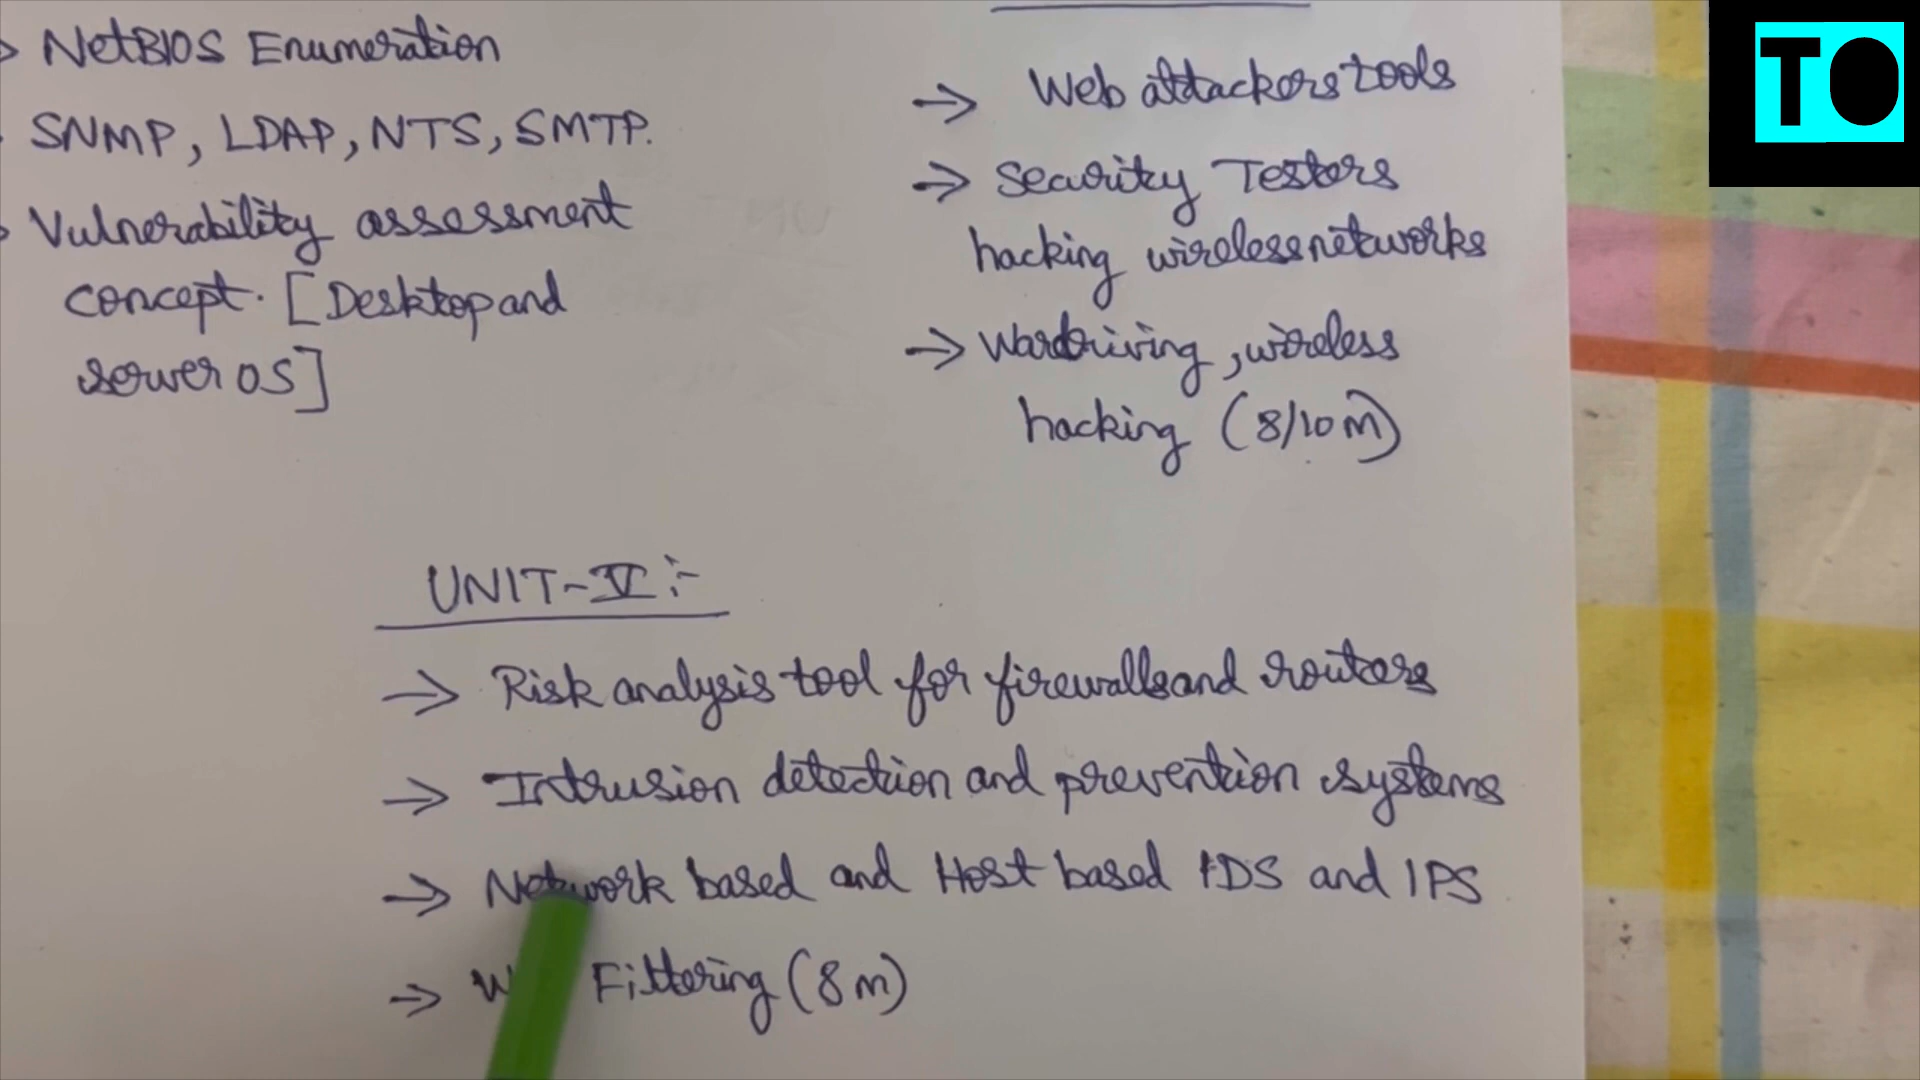 NetBIOS Enumeration
SNMP, LDAP, NTS, SMTP.
Vulnerability assessment
concept. [Desktop and
server OS]
→ Web attackers tools
→ Security Testers
hacking wireless networks
→ Wardriving, wireless
hacking (8/10 m)
UNIT-V :-
→ Risk analysis tool for firewalls and routers
→ Intrusion detection and prevention systems
→ Network based and Host based IDS and IPS
→ Filtering (8 m)
TO